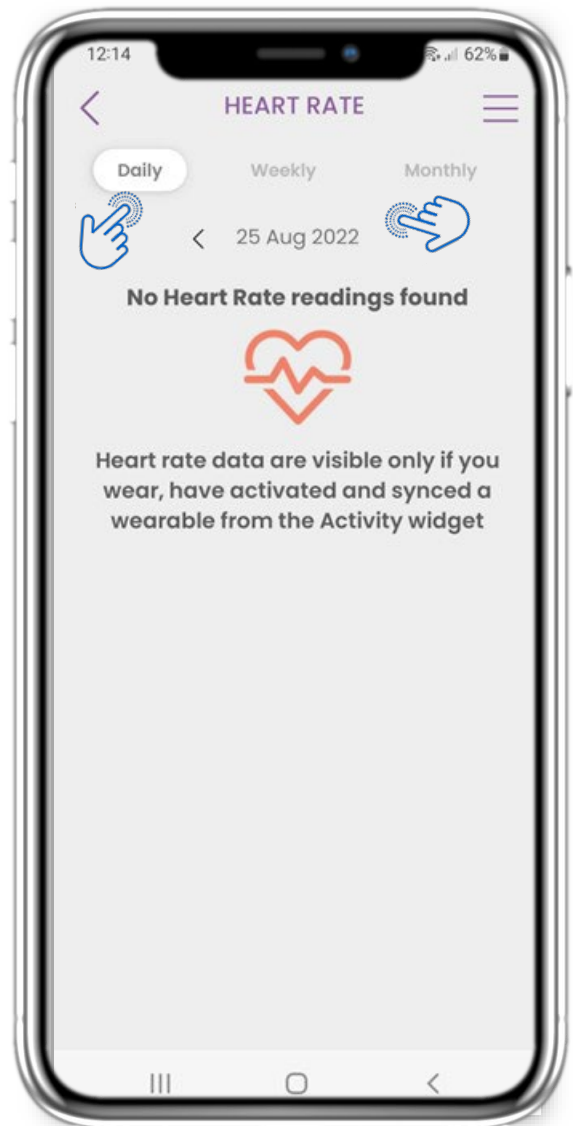 12:14 62%
HEART RATE
Daily Weekly Monthly
25 Aug 2022
No Heart Rate readings found
Heart rate data are visible only if you
wear, have activated and synced a
wearable from the Activity widget